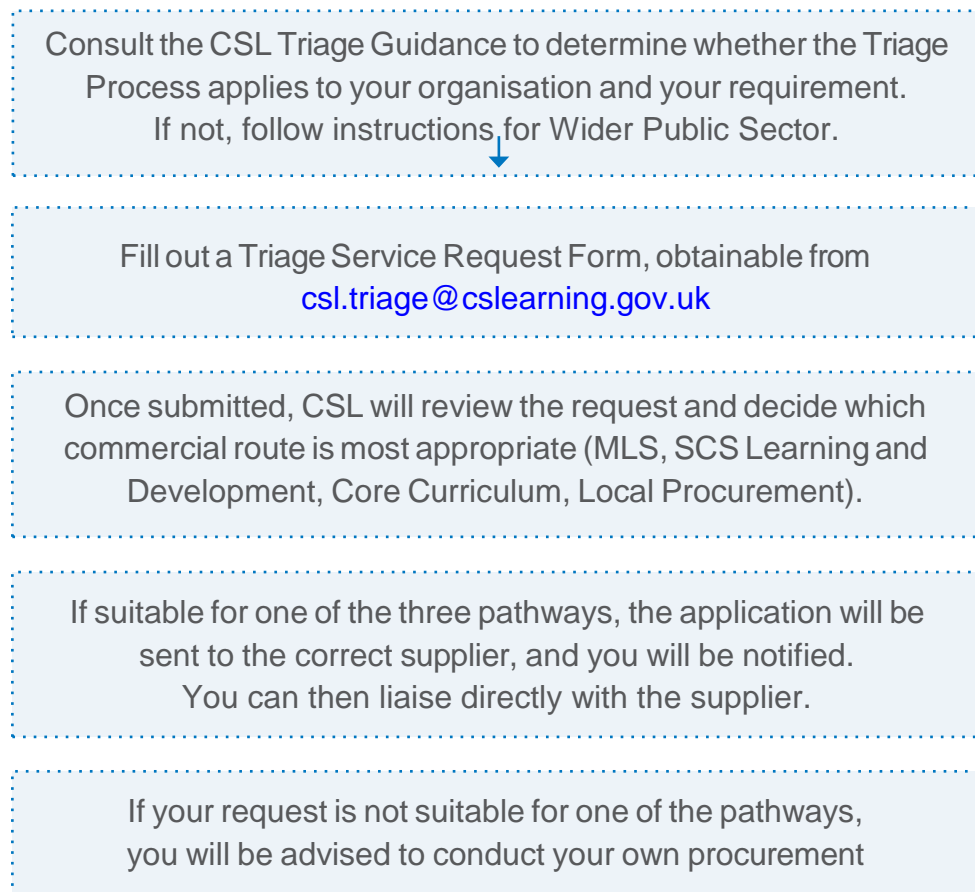 Consult the CSL Triage Guidance to determine whether the Triage
Process applies to your organisation and your requirement.
If not, follow instructions for Wider Public Sector.
Fill out a Triage Service Request Form, obtainable from
csl.triage@cslearning.gov.uk
Once submitted, CSL will review the request and decide which
commercial route is most appropriate (MLS, SCS Learning and
Development, Core Curriculum, Local Procurement).
If suitable for one of the three pathways, the application will be
sent to the correct supplier, and you will be notified.
You can then liaise directly with the supplier.
If your request is not suitable for one of the pathways,
you will be advised to conduct your own procurement